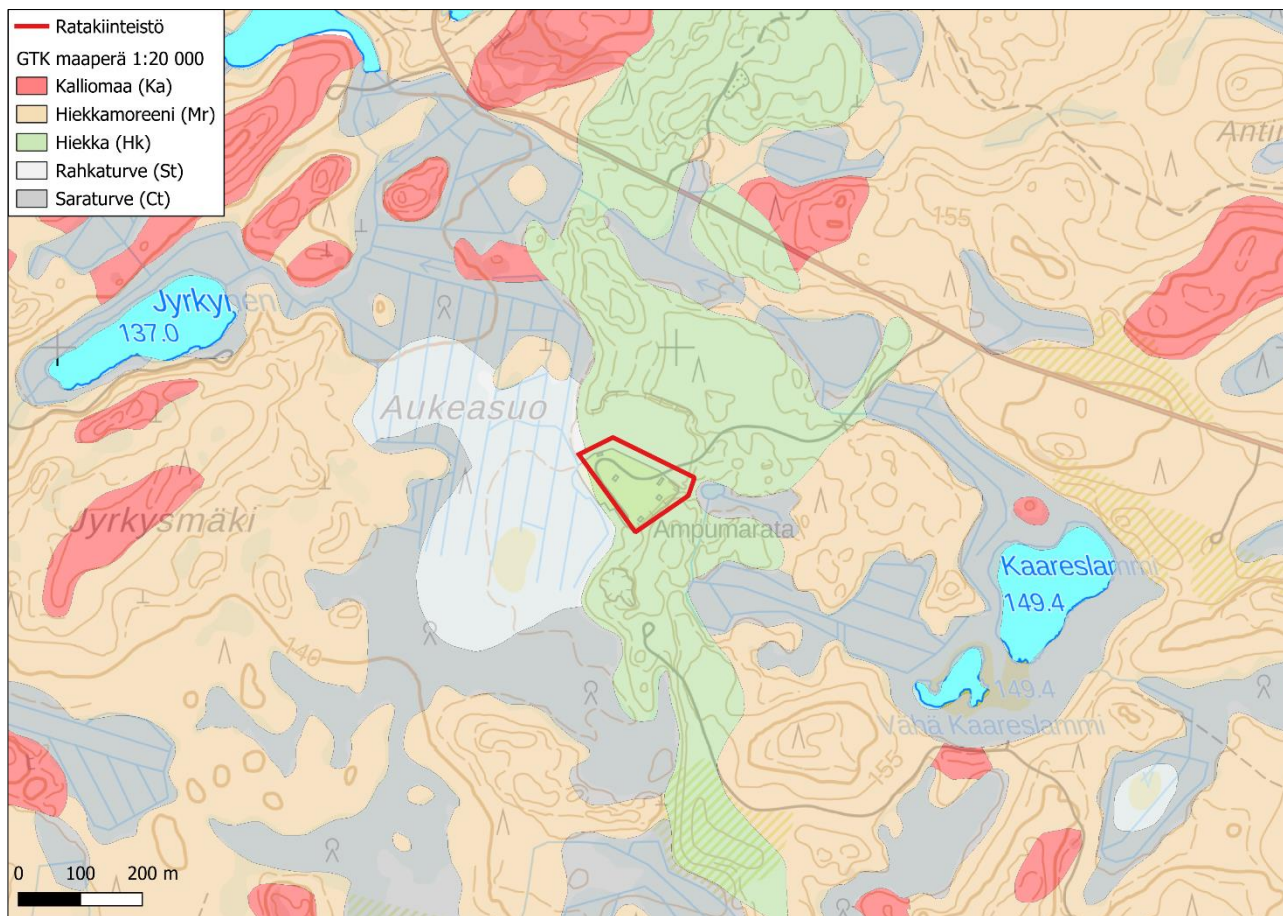 Ratakiinteistö
GTK maaperä 1:20 000
Kalliomaa (Ka)
Hiekkamoreeni (Mr)
Hiekka (Hk)
Rahkaturve (St)
Saraturve (Ct)
Anti
155
Jyrkynen
137.0
Aukeasuo
Jyrkysmäki
Ampumarata
Kaareslammi
149.4
140
149.4
Vähä Kaareslammi
155
0 100 200 m